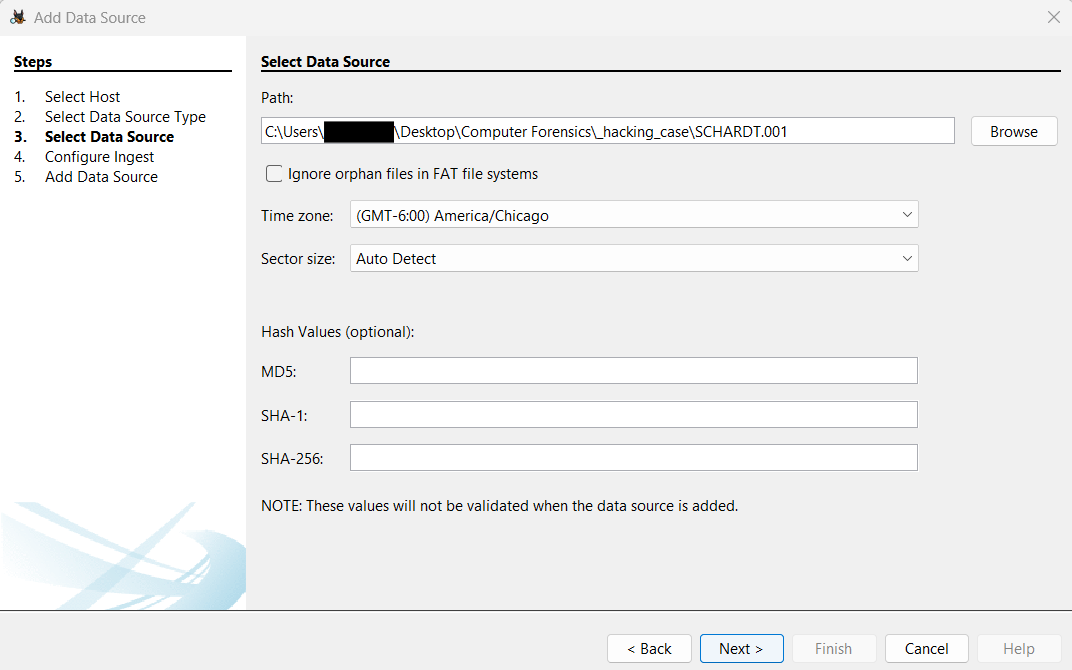 Add Data Source
Steps
1. Select Host
2. Select Data Source Type
3. Select Data Source
4. Configure Ingest
5. Add Data Source
Select Data Source
Path:
C:\Users\ \Desktop\Computer Forensics\_hacking_case\SCHARDT.001
Browse
Ignore orphan files in FAT file systems
Time zone: (GMT-6:00) America/Chicago
Sector size: Auto Detect
Hash Values (optional):
MD5:
SHA-1:
SHA-256:
NOTE: These values will not be validated when the data source is added.
< Back Next > Finish Cancel Help